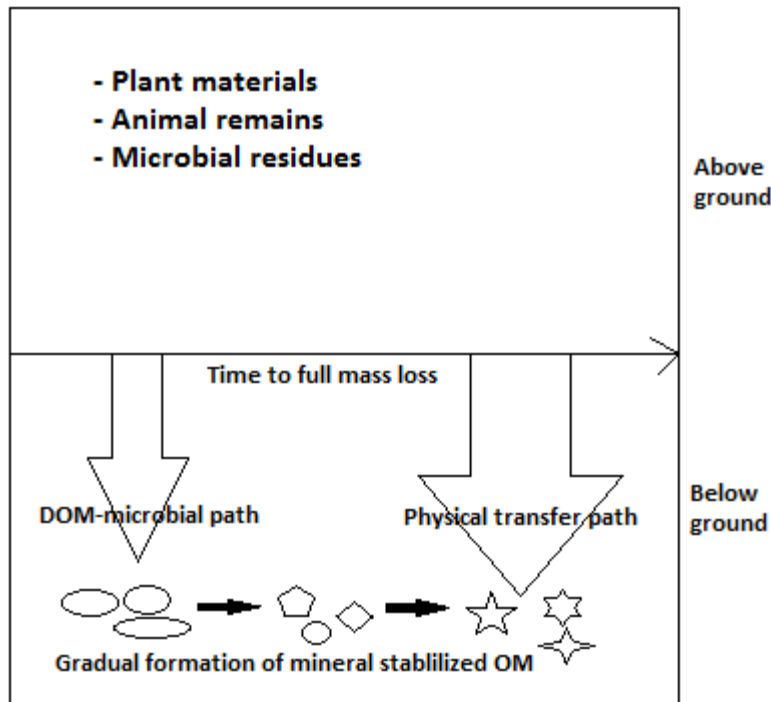 - Plant materials
- Animal remains
- Microbial residues
Above
ground
Time to full mass loss
DOM-microbial path
Physical transfer path
Below
ground
Gradual formation of mineral stablilized OM